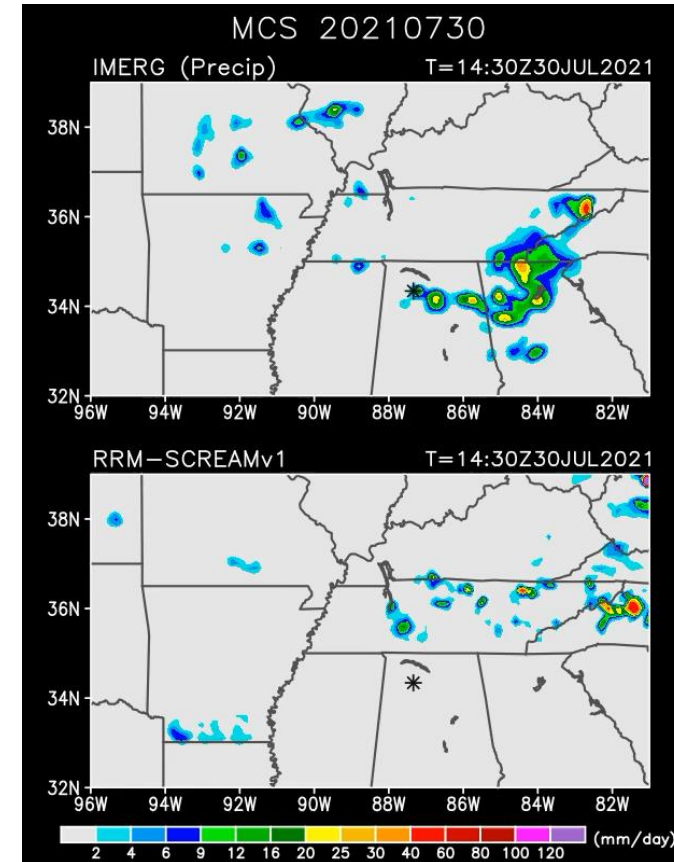 MCS 20210730
IMERG (Precip) T=14:30Z30JUL2021
38N
36N
34N
32N
96W 94W 92W 90W 88W 86W 84W 82W
RRM-SCREAMv1 T=14:30Z30JUL2021
38N
36N
34N
32N
96W 94W 92W 90W 88W 86W 84W 82W
2 4 6 9 12 16 20 25 30 40 60 80 100 120 (mm/day)